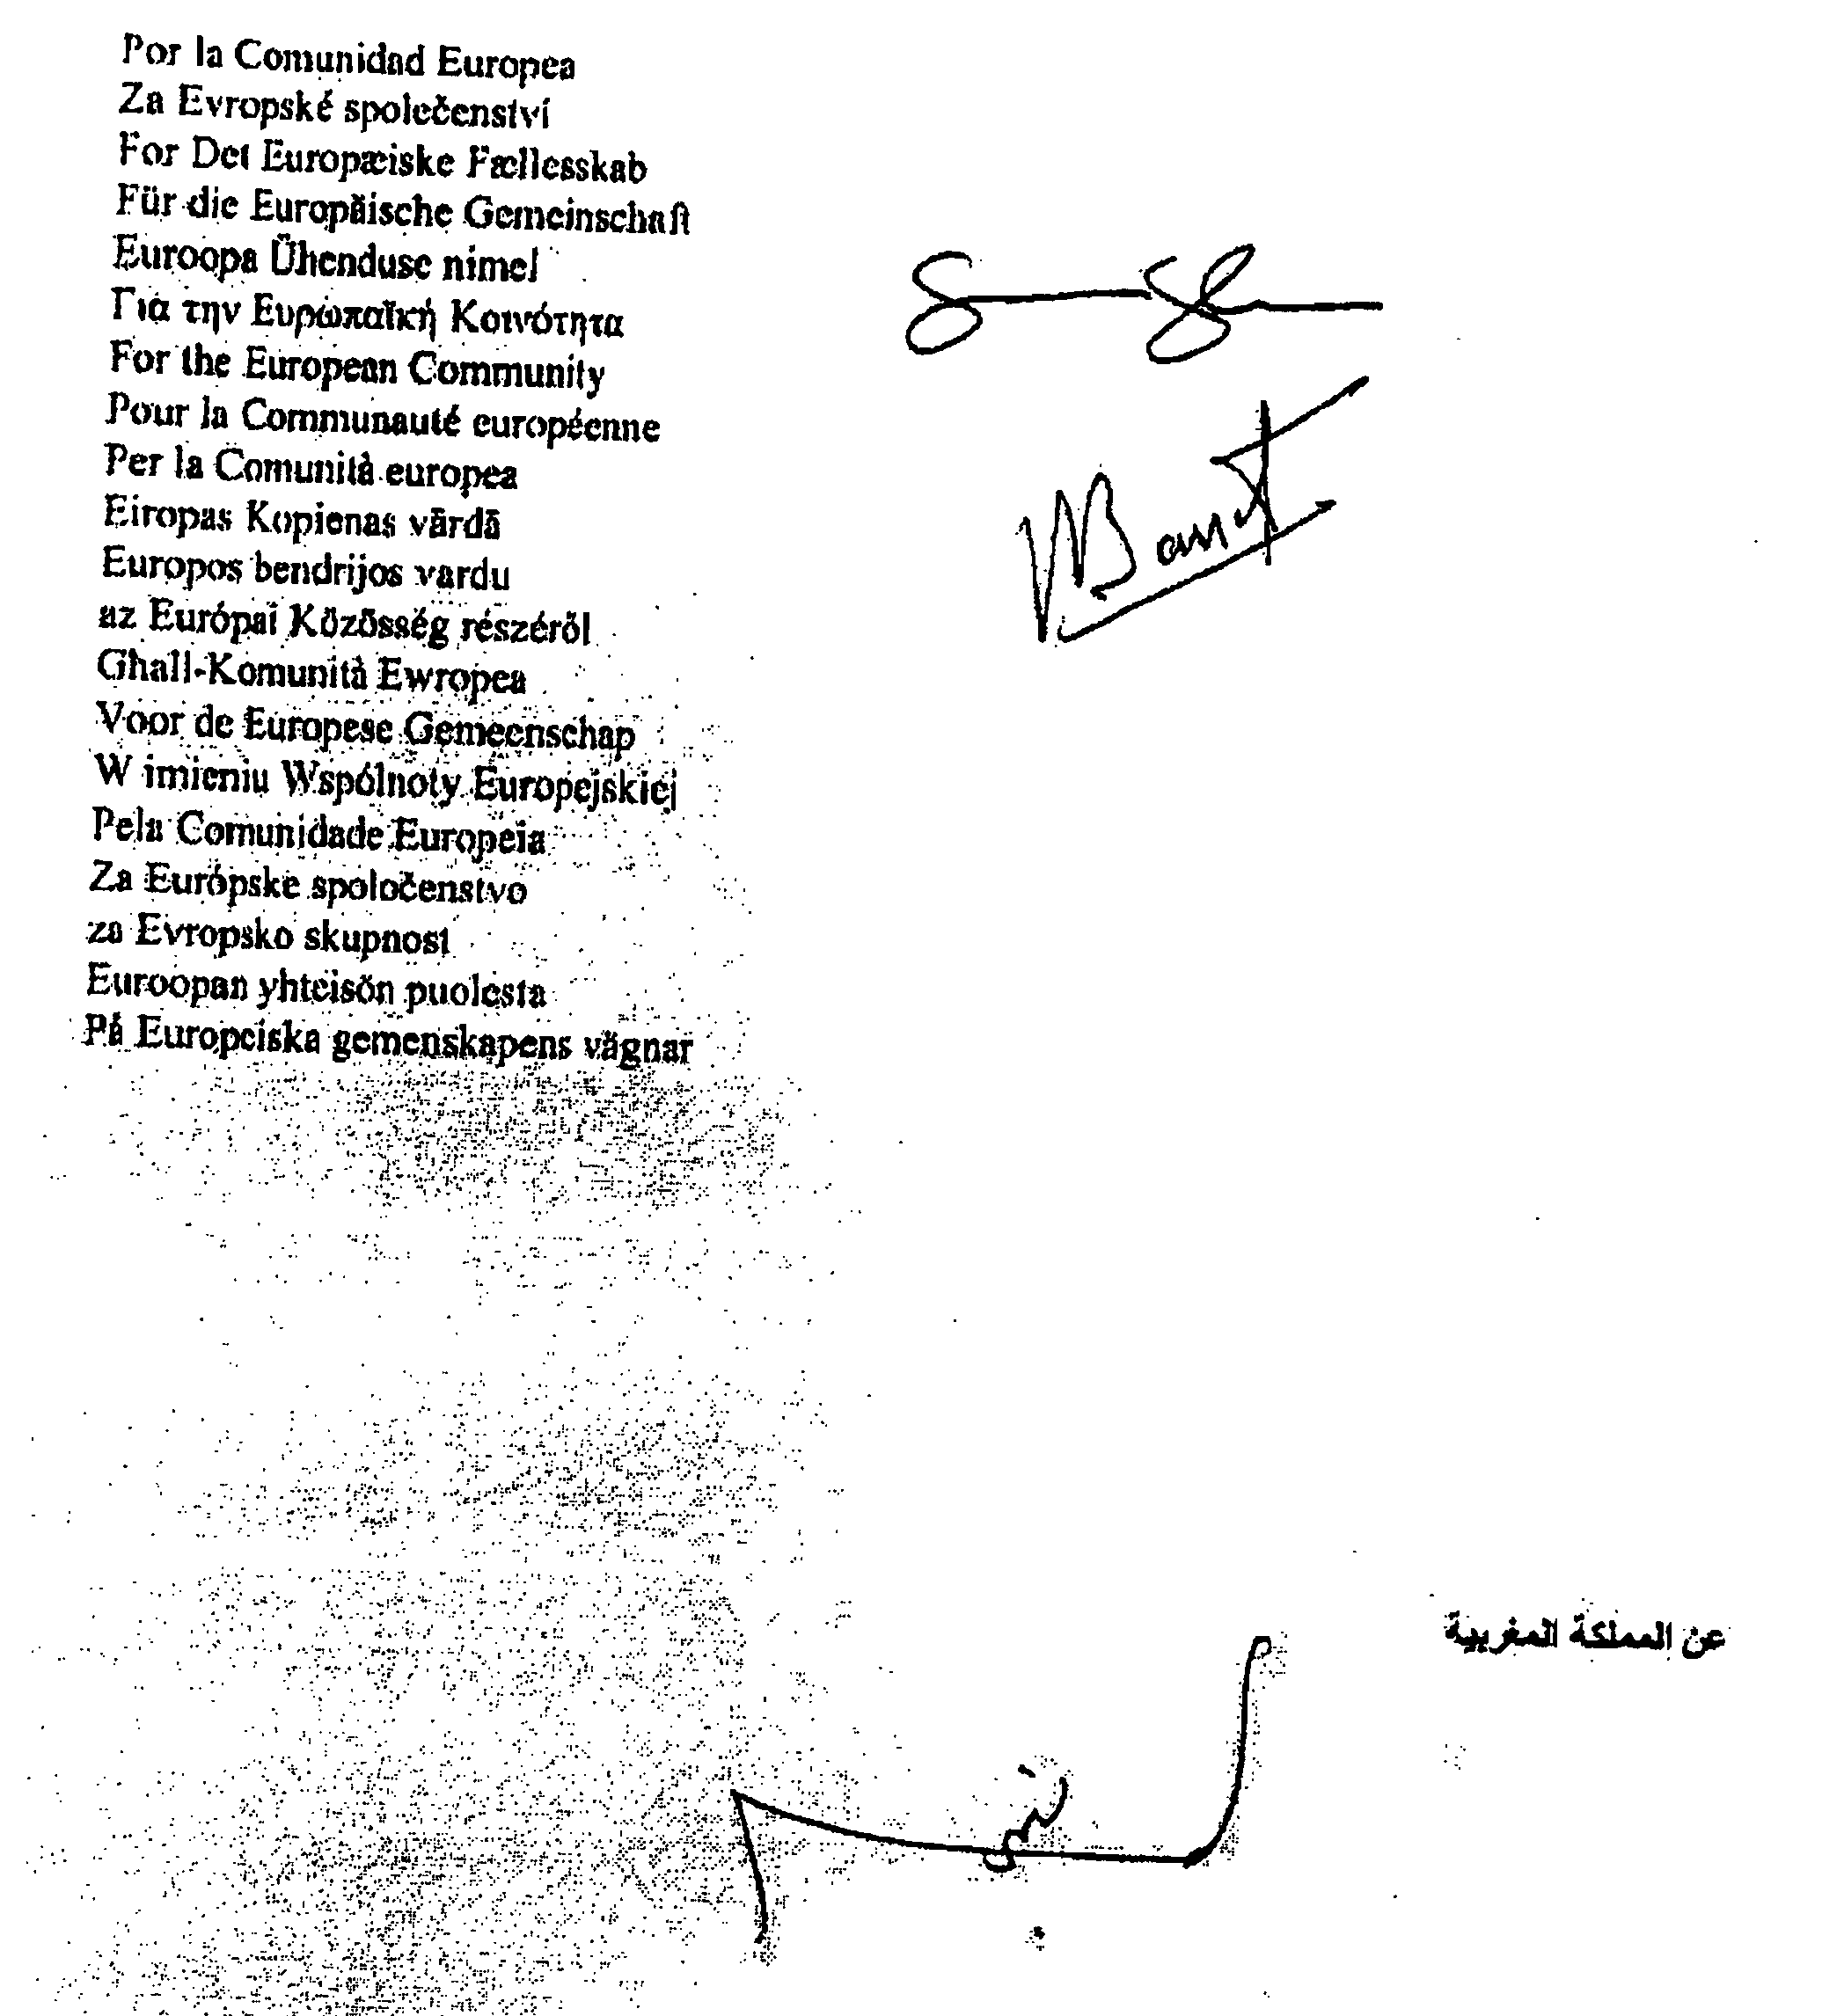 Por la Comunidad Europea
Za Evropské společenství
For Det Europæiske Fællesskab
Für die Europäische Gemeinschaft
Euroopa Ühenduse nimel
Για την Ευρωπαϊκή Κοινότητα
For the European Community
Pour la Communauté européenne
Per la Comunità europea
Eiropas Kopienas vārdā
Europos bendrijos vardu
az Európai Közösség részéről
Għall-Komunità Ewropea
Voor de Europese Gemeenschap
W imieniu Wspólnoty Europejskiej
Pela Comunidade Europeia
Za Európske spoločenstvo
za Evropsko skupnost
Euroopan yhteisön puolesta
På Europeiska gemenskapens vägnar
عن المملكة المغربية